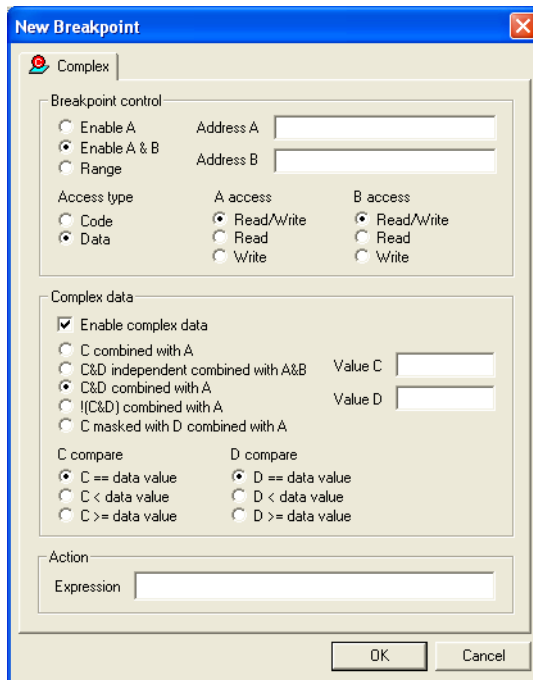 New Breakpoint
Complex
Breakpoint control
Enable A
Address A
Enable A & B
Address B
Range
Access type
A access
B access
Code
Read/Write
Read/Write
Data
Read
Read
Write
Write
Complex data
Enable complex data
C combined with A
C&D independent combined with A&B
Value C
C&D combined with A
Value D
!(C&D) combined with A
C masked with D combined with A
C compare
D compare
C == data value
D == data value
C < data value
D < data value
C >= data value
D >= data value
Action
Expression
OK
Cancel